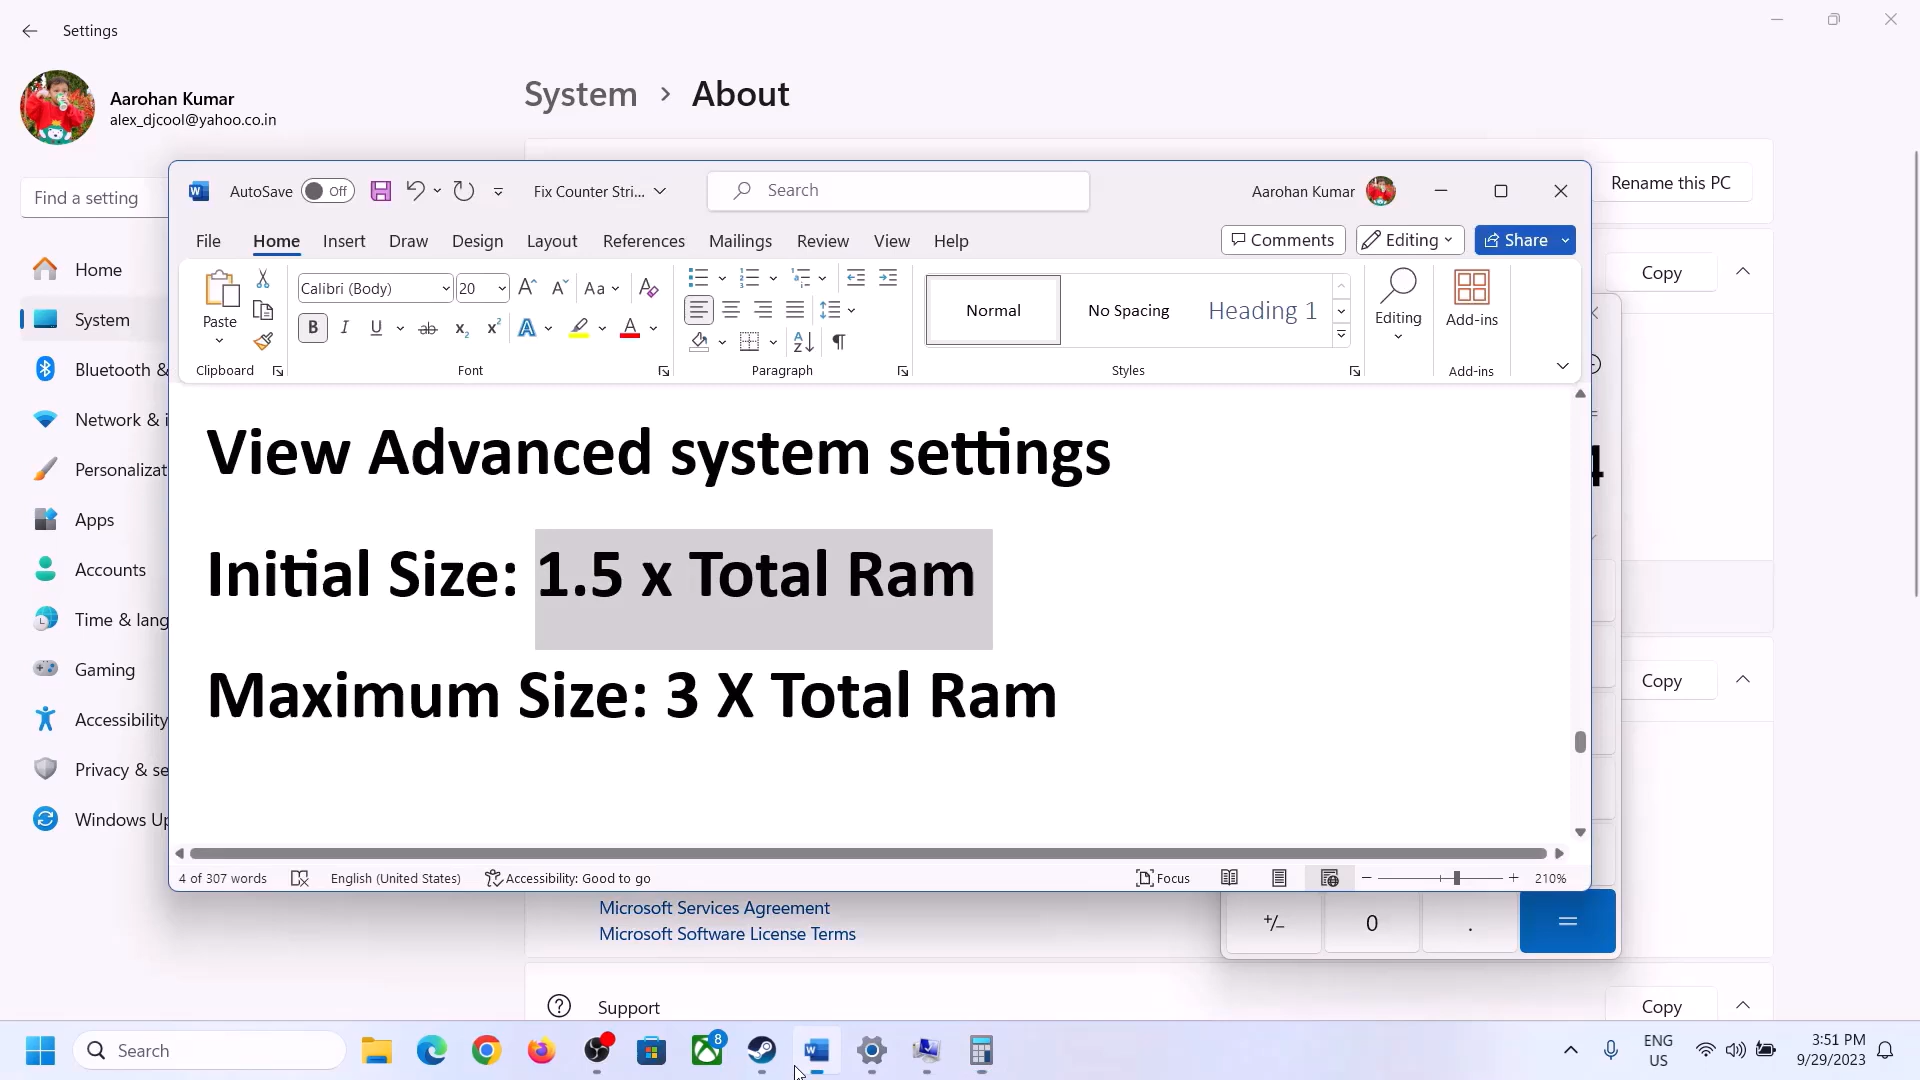 Settings
Aarohan Kumar
alex_djcool@yahoo.co.in
System > About
Find a setting
Rename this PC
Home
System
Bluetooth &
Network & i
Personalizat
Apps
Accounts
Time & lang
Gaming
Accessibility
Privacy & se
Windows Up
AutoSave Off
Fix Counter Stri...
Search
Aarohan Kumar
File Home Insert Draw Design Layout References Mailings Review View Help
Comments Editing Share
Paste
Calibri (Body) 20
Normal
No Spacing
Heading 1
Editing
Add-ins
Clipboard Font Paragraph Styles Add-ins
Copy
View Advanced system settings
Initial Size: 1.5 x Total Ram
Maximum Size: 3 X Total Ram
4
Copy
4 of 307 words English (United States) Accessibility: Good to go Focus 210%
Microsoft Services Agreement
Microsoft Software License Terms
+/− 0 . =
Support
Copy
Search
8
ENG
US
3:51 PM
9/29/2023